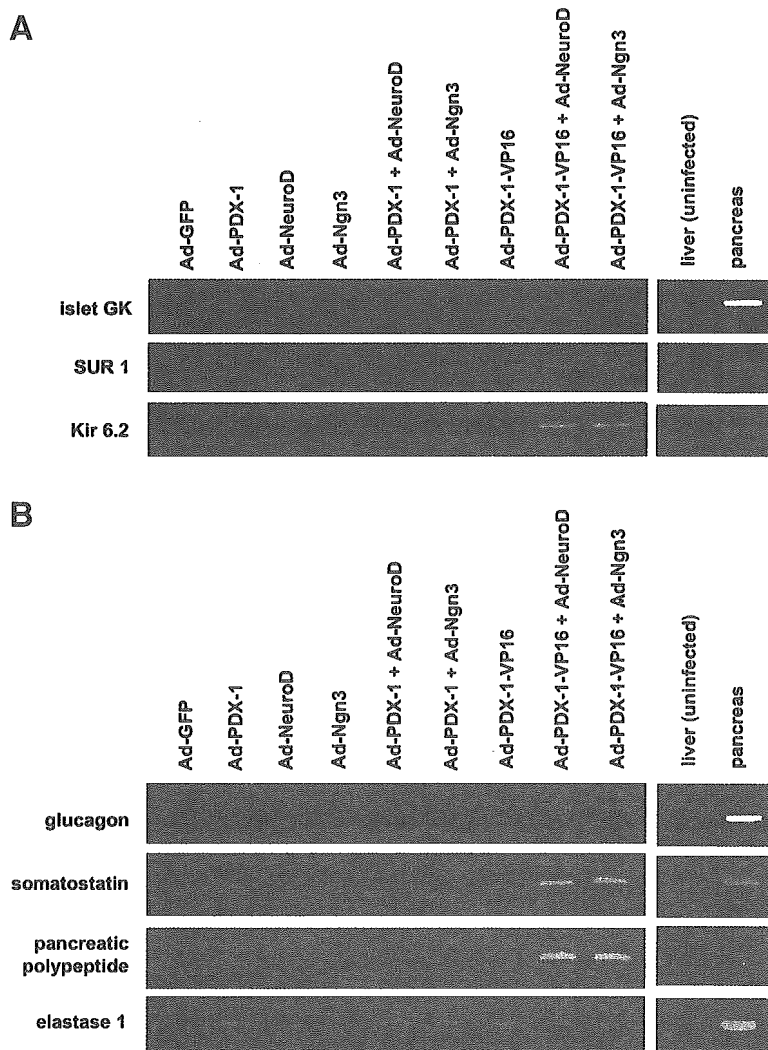 A
Ad-GFP
Ad-PDX-1
Ad-NeuroD
Ad-Ngn3
Ad-PDX-1 + Ad-NeuroD
Ad-PDX-1 + Ad-Ngn3
Ad-PDX-1-VP16
Ad-PDX-1-VP16 + Ad-NeuroD
Ad-PDX-1-VP16 + Ad-Ngn3
liver (uninfected)
pancreas
islet GK
SUR 1
Kir 6.2
B
Ad-GFP
Ad-PDX-1
Ad-NeuroD
Ad-Ngn3
Ad-PDX-1 + Ad-NeuroD
Ad-PDX-1 + Ad-Ngn3
Ad-PDX-1-VP16
Ad-PDX-1-VP16 + Ad-NeuroD
Ad-PDX-1-VP16 + Ad-Ngn3
liver (uninfected)
pancreas
glucagon
somatostatin
pancreatic
polypeptide
elastase 1